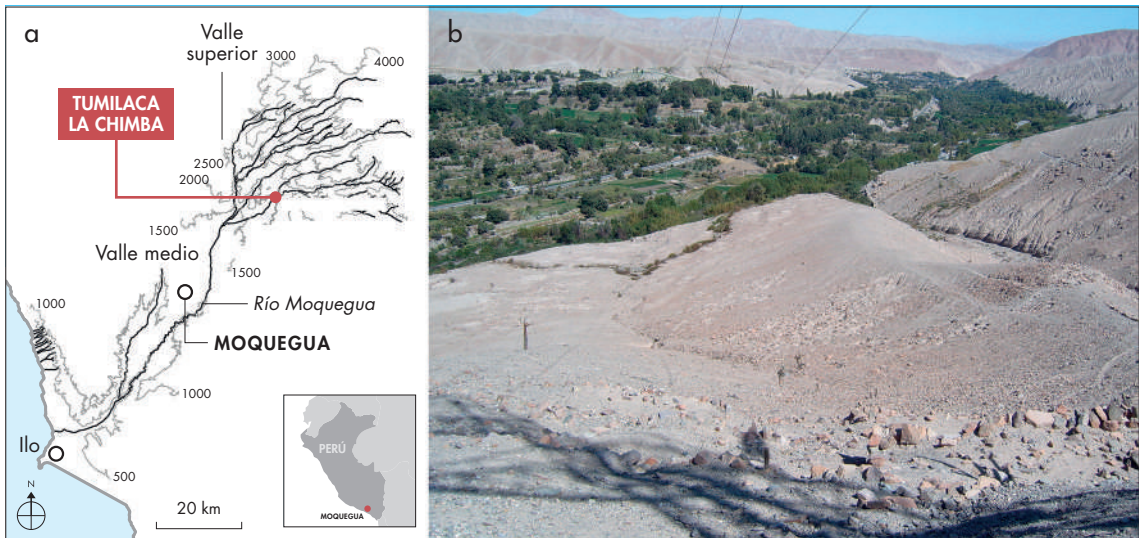 a
Valle
superior
3000
4000
TUMILACA
LA CHIMBA
2500
2000
1500
Valle medio
1500
1000
Río Moquegua
MOQUEGUA
1000
Ilo
500
N
20 km
PERÚ
MOQUEGUA
b